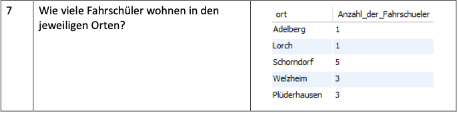 7
Wie viele Fahrschüler wohnen in den
jeweiligen Orten?
ort Anzahl_der_Fahrschueler
Adelberg 1
Lorch 1
Schorndorf 5
Welzheim 3
Plüderhausen 3